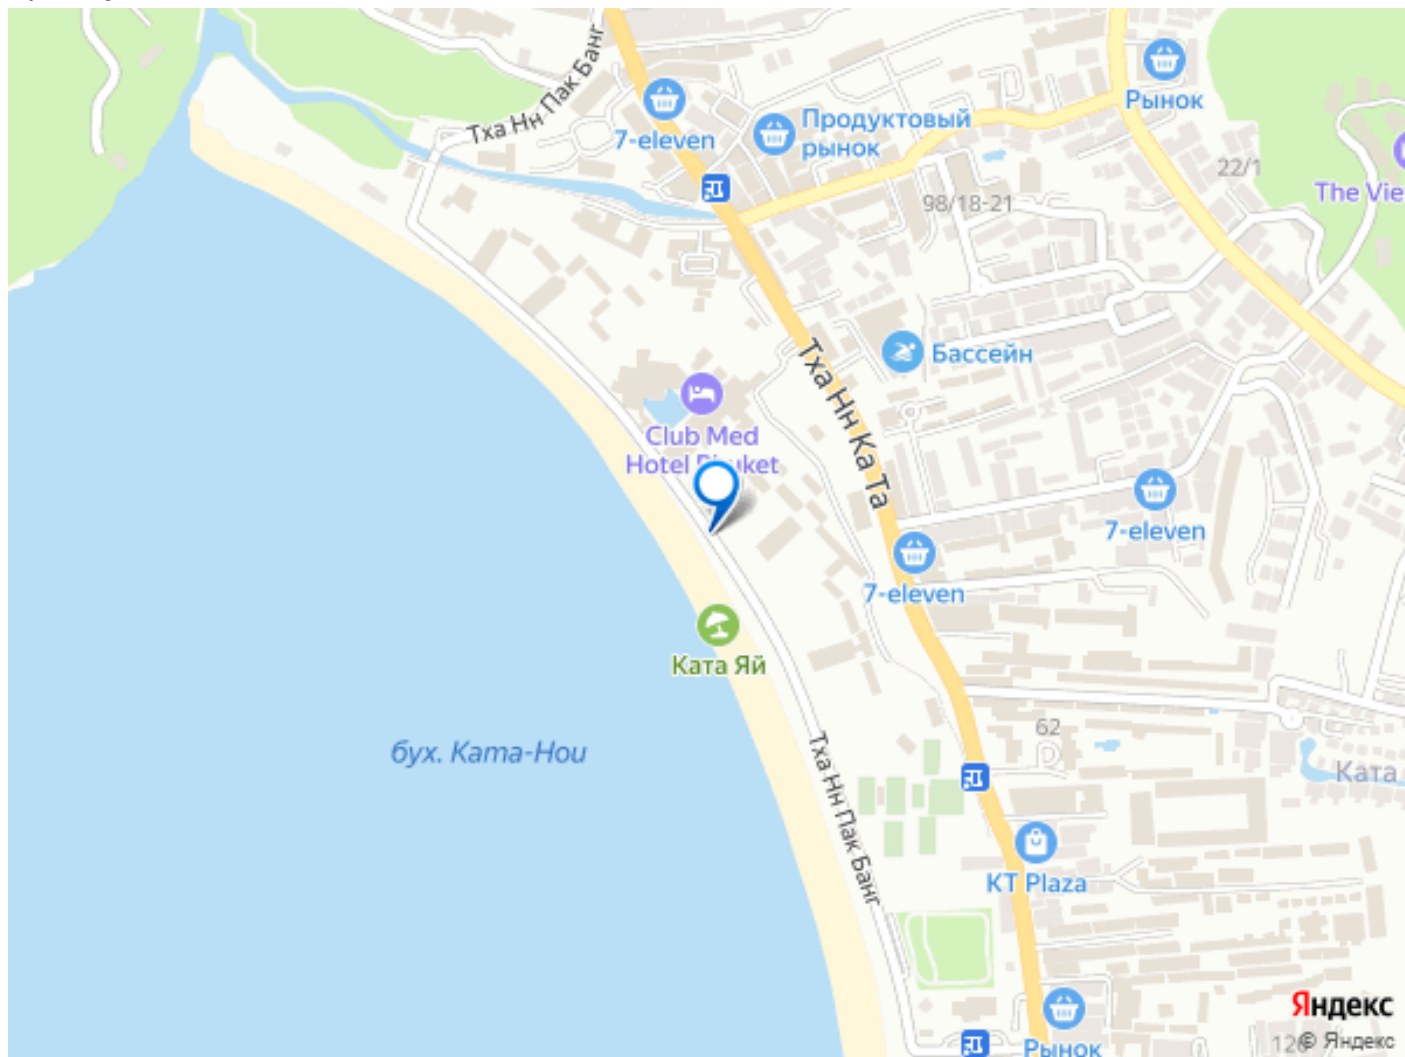 Тха Нн Пак Банг
7-eleven
Продуктовый
рынок
Рынок
22/1
The Vie
98/18-21
Бассейн
Тха Нн Ка Та
Club Med
Hotel Phuket
7-eleven
7-eleven
Ката Яй
бух. Ката-Нои
62
Ката
Тха Нн Пак Банг
KT Plaza
Яндекс
© Яндекс
Рынок